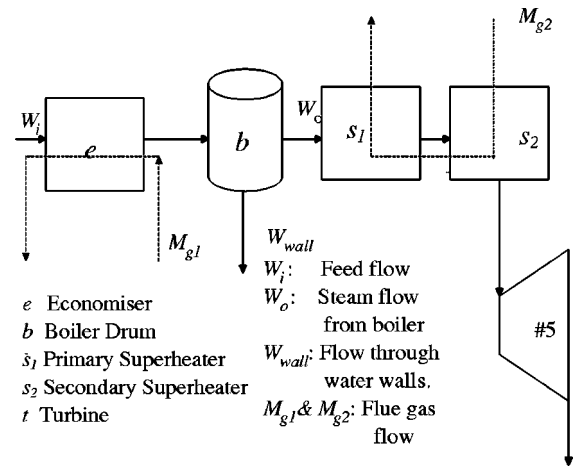 M_g2
W_i
W_o
e
b
s_1
s_2
M_g1
W_wall
#5
e Economiser
b Boiler Drum
s_1 Primary Superheater
s_2 Secondary Superheater
t Turbine
W_i: Feed flow
W_o: Steam flow
from boiler
W_wall: Flow through
water walls.
M_g1 & M_g2: Flue gas
flow